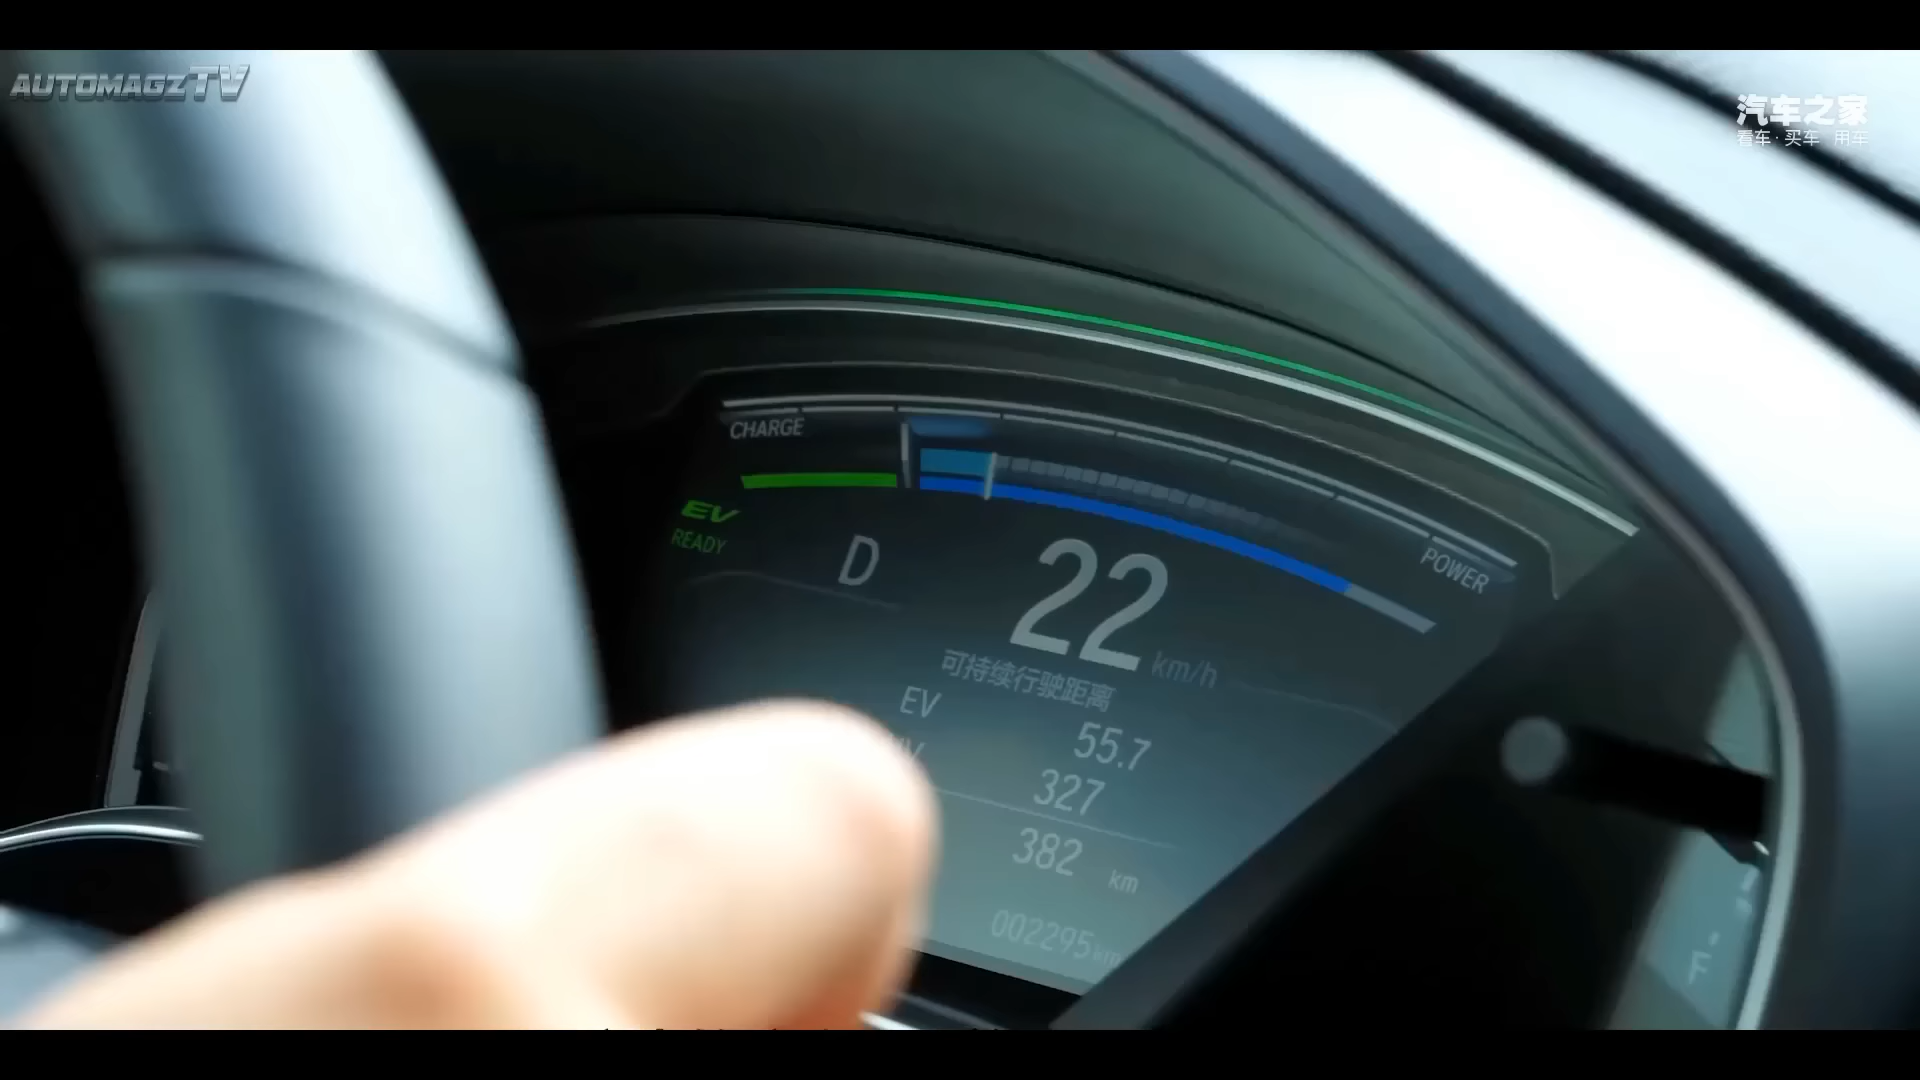 AUTOMAGZTV
汽车之家
看车·买车·用车
CHARGE
POWER
EV
READY
D
22 km/h
可持续行驶距离
EV 55.7
327
382 km
002295km
F